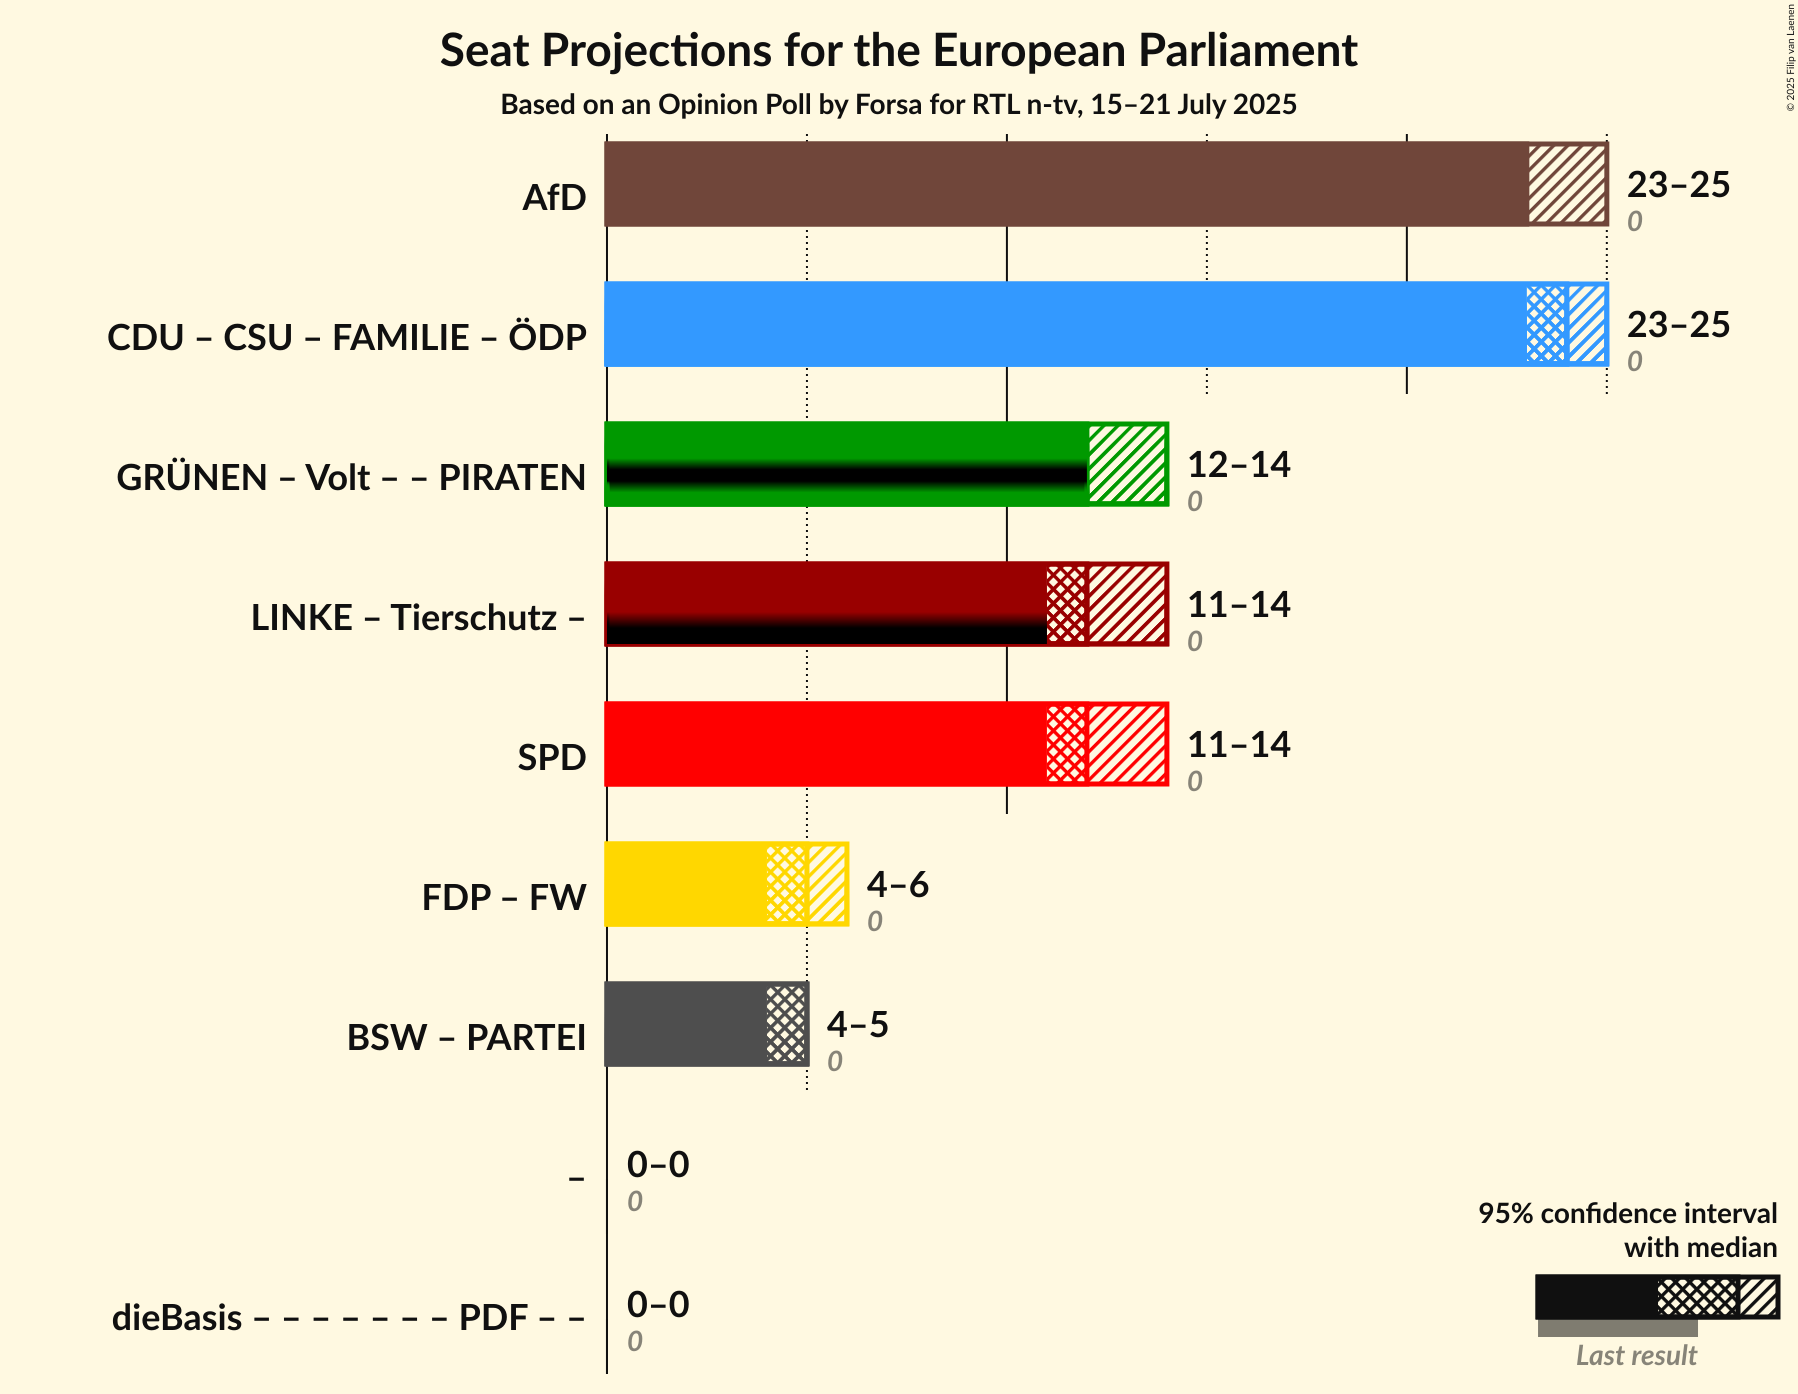 Seat Projections for the European Parliament
Based on an Opinion Poll by Forsa for RTL n-tv, 15–21 July 2025
© 2025 Filip van Laenen
AfD
23–25
0
CDU – CSU – FAMILIE – ÖDP
23–25
0
GRÜNEN – Volt – – PIRATEN
12–14
0
LINKE – Tierschutz –
11–14
0
SPD
11–14
0
FDP – FW
4–6
0
BSW – PARTEI
4–5
0
–
0–0
0
dieBasis – – – – – – – PDF – –
0–0
0
95% confidence interval
with median
Last result